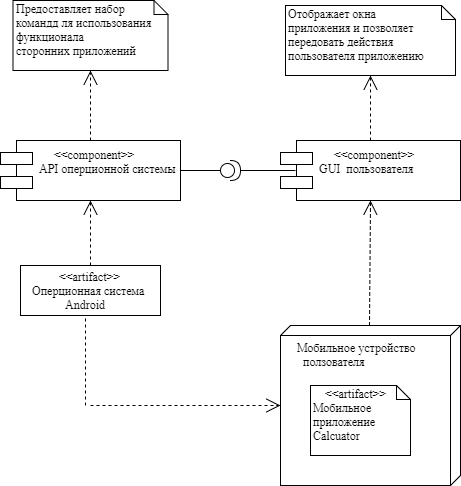 Предоставляет набор
командд ля использования
функционала
сторонних приложений
Отображает окна
приложения и позволяет
передовать действия
пользователя приложению
<<component>>
API оперционной системы
<<component>>
GUI пользователя
<<artifact>>
Оперционная система
Android
Мобильное устройство
ползователя
<<artifact>>
Мобильное
приложение
Calcuator